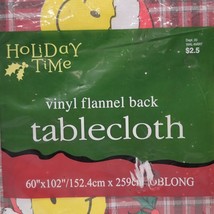 HOLiDAY
TiME
$2.5
vinyl flannel back
tablecloth
60"x102"/152.4cm x 259cm OBLONG